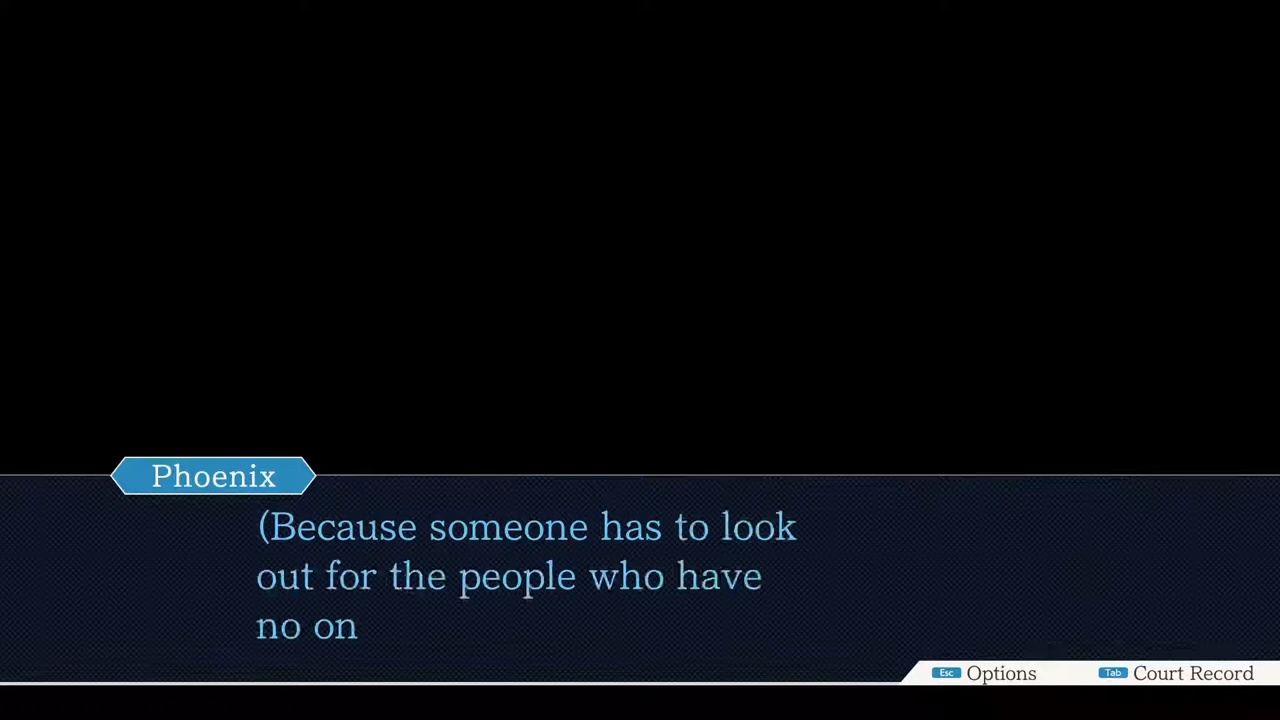 Phoenix
(Because someone has to look
out for the people who have
no on
Esc Options Tab Court Record